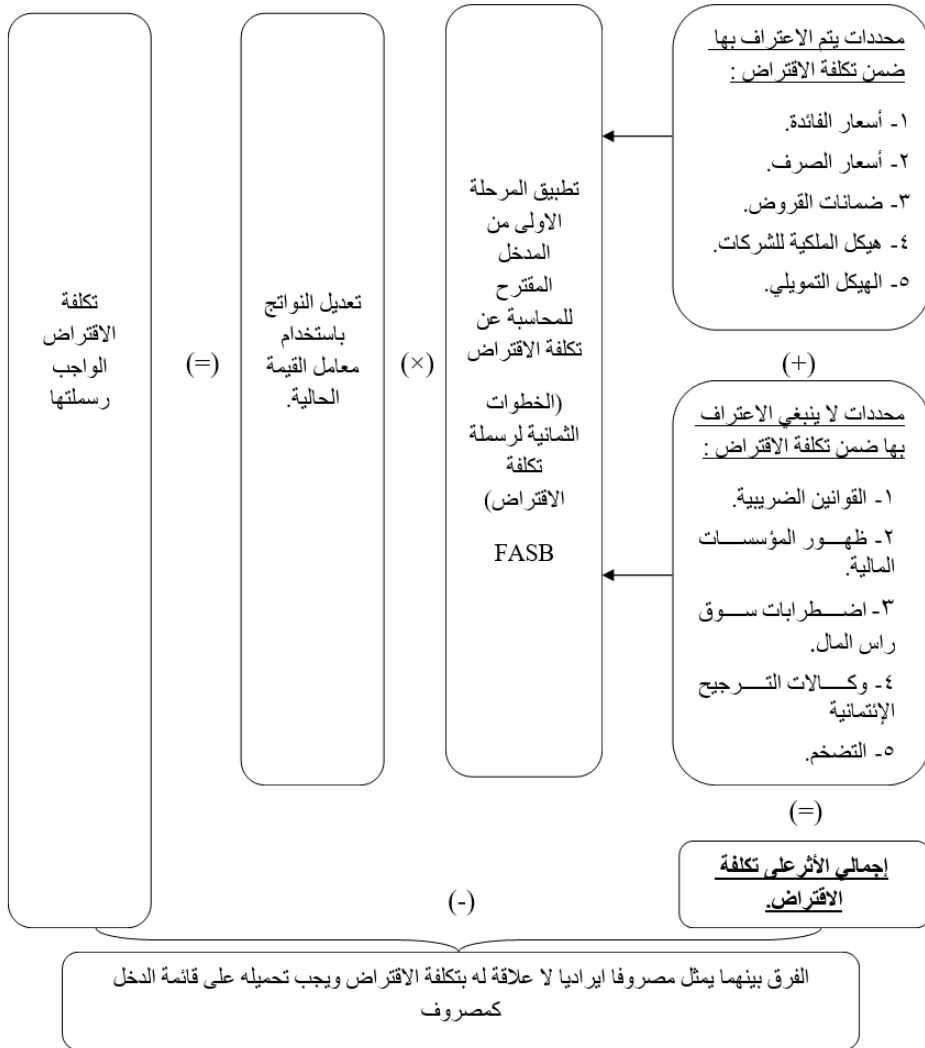 محددات يتم الاعتراف بها
ضمن تكلفة الاقتراض :
١- أسعار الفائدة.
٢- أسعار الصرف.
٣- ضمانات القروض.
٤- هيكل الملكية للشركات.
٥- الهيكل التمويلي.
(+)
محددات لا ينبغي الاعتراف
بها ضمن تكلفة الاقتراض :
١- القوانين الضريبية.
٢- ظهـــور المؤسســـات
المالية.
٣- اضـــطرابات ســـوق
راس المال.
٤- وكـــالات التـــرجيح
الإئتمانية
٥- التضخم.
(=)
إجمالي الأثرعلى تكلفة
الاقتراض.
تطبيق المرحلة
الاولى من
المدخل
المقترح
للمحاسبة عن
تكلفة الاقتراض
(الخطوات
الثمانية لرسملة
تكلفة
الاقتراض)
FASB
(×)
تعديل النواتج
باستخدام
معامل القيمة
الحالية.
(=)
تكلفة
الاقتراض
الواجب
رسملتها
(-)
الفرق بينهما يمثل مصروفا ايراديا لا علاقة له بتكلفة الاقتراض ويجب تحميله على قائمة الدخل
كمصروف